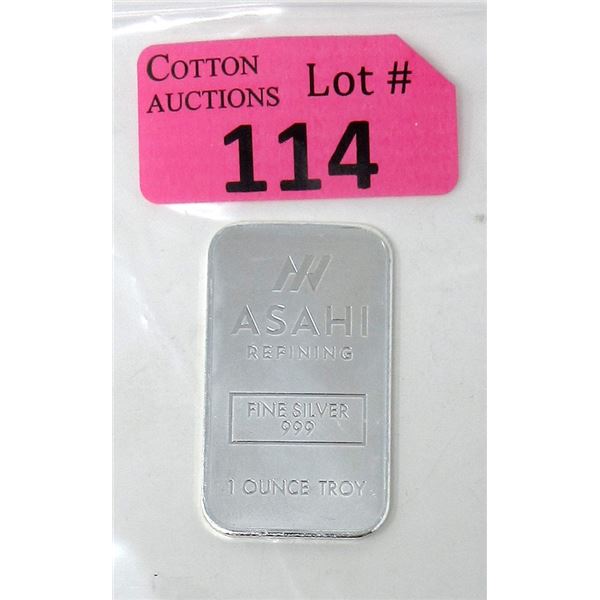 COTTON
AUCTIONS
Lot #
114
ASAHI
REFINING
FINE SILVER
999
1 OUNCE TROY